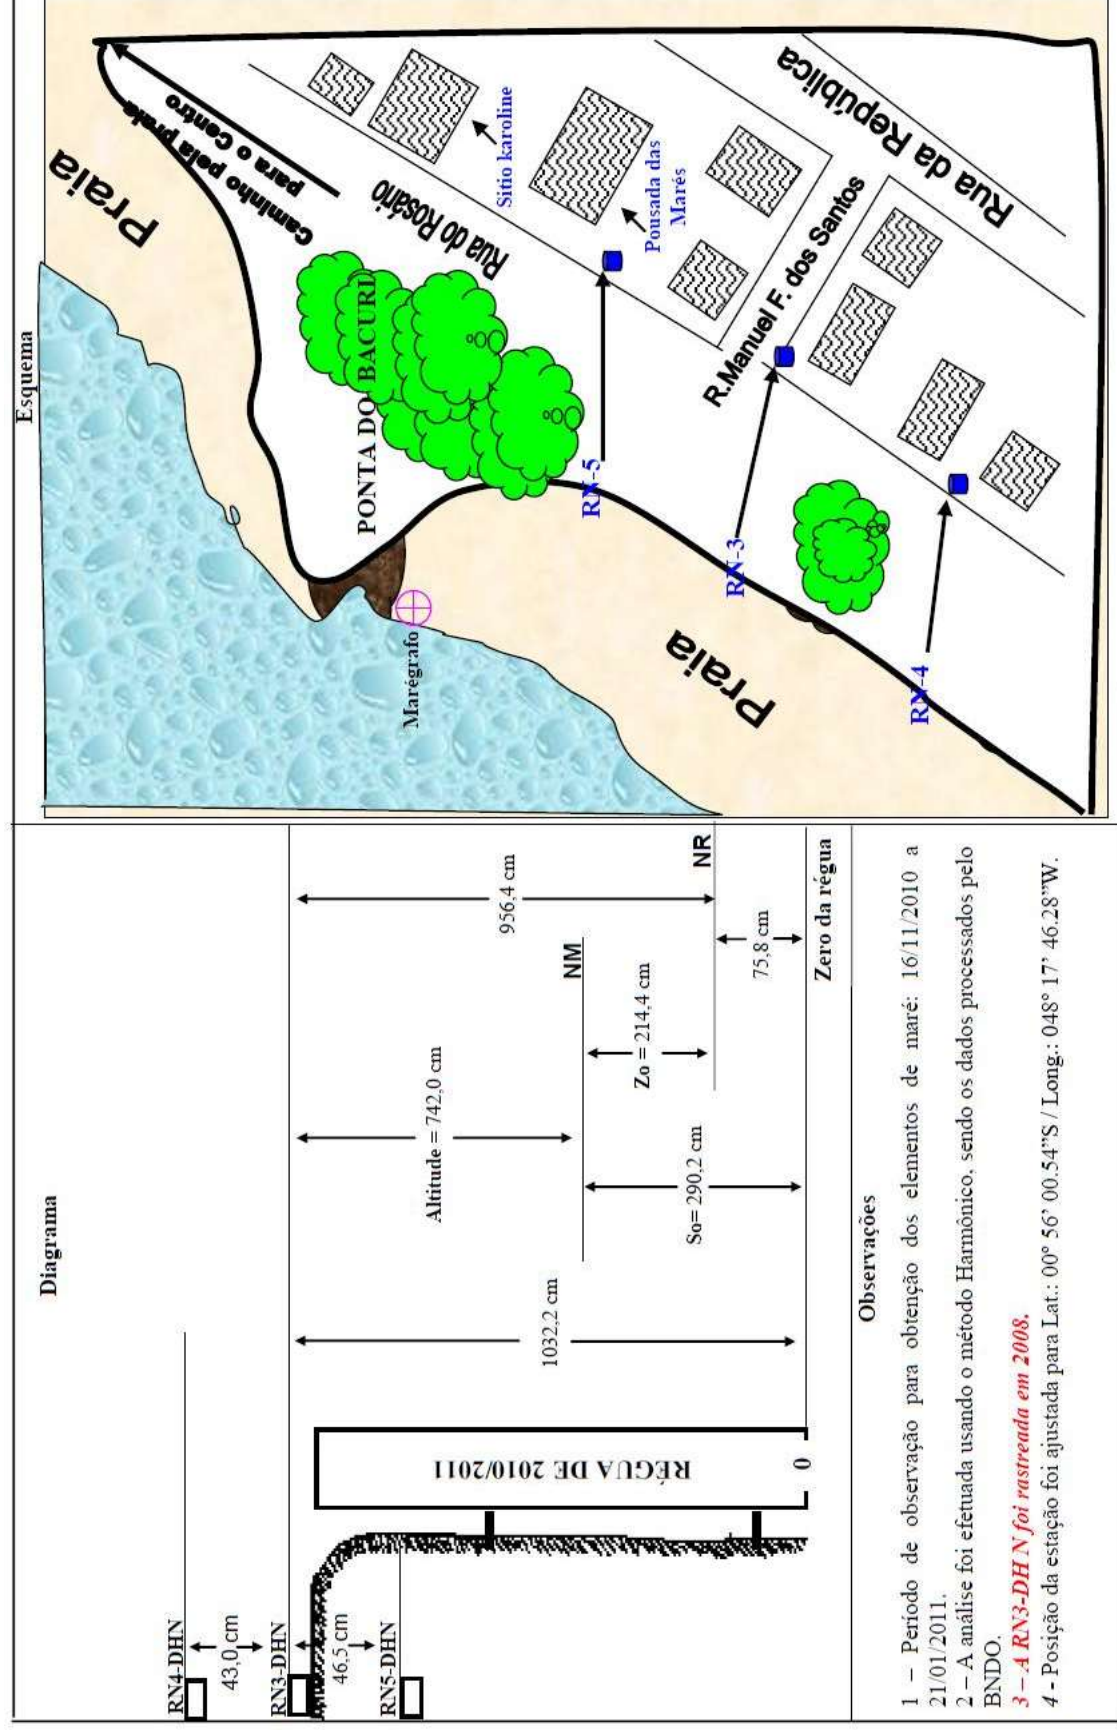 Diagrama
RN4-DHN
43,0 cm
RN3-DHN
46,5 cm
RN5-DHN
RÉGUA DE 2010/2011
0
1032,2 cm
Altitude = 742,0 cm
So= 290,2 cm
NM
Zo = 214,4 cm
956,4 cm
NR
75,8 cm
Zero da régua
Observações
1 – Período de observação para obtenção dos elementos de maré: 16/11/2010 a
21/01/2011.
2 – A análise foi efetuada usando o método Harmônico, sendo os dados processados pelo
BNDO.
3 – A RN3-DH N foi rastreada em 2008.
4 - Posição da estação foi ajustada para Lat.: 00° 56’ 00.54”S / Long.: 048° 17’ 46.28”W.
Esquema
Praia
Caminho pela praia
para o Centro
Rua do Rosário
Sitio karoline
PONTA DO BACURI
Pousada das
Marés
Marégrafo
RN-5
R.Manuel F. dos Santos
Rua da República
RN-3
Praia
RN-4